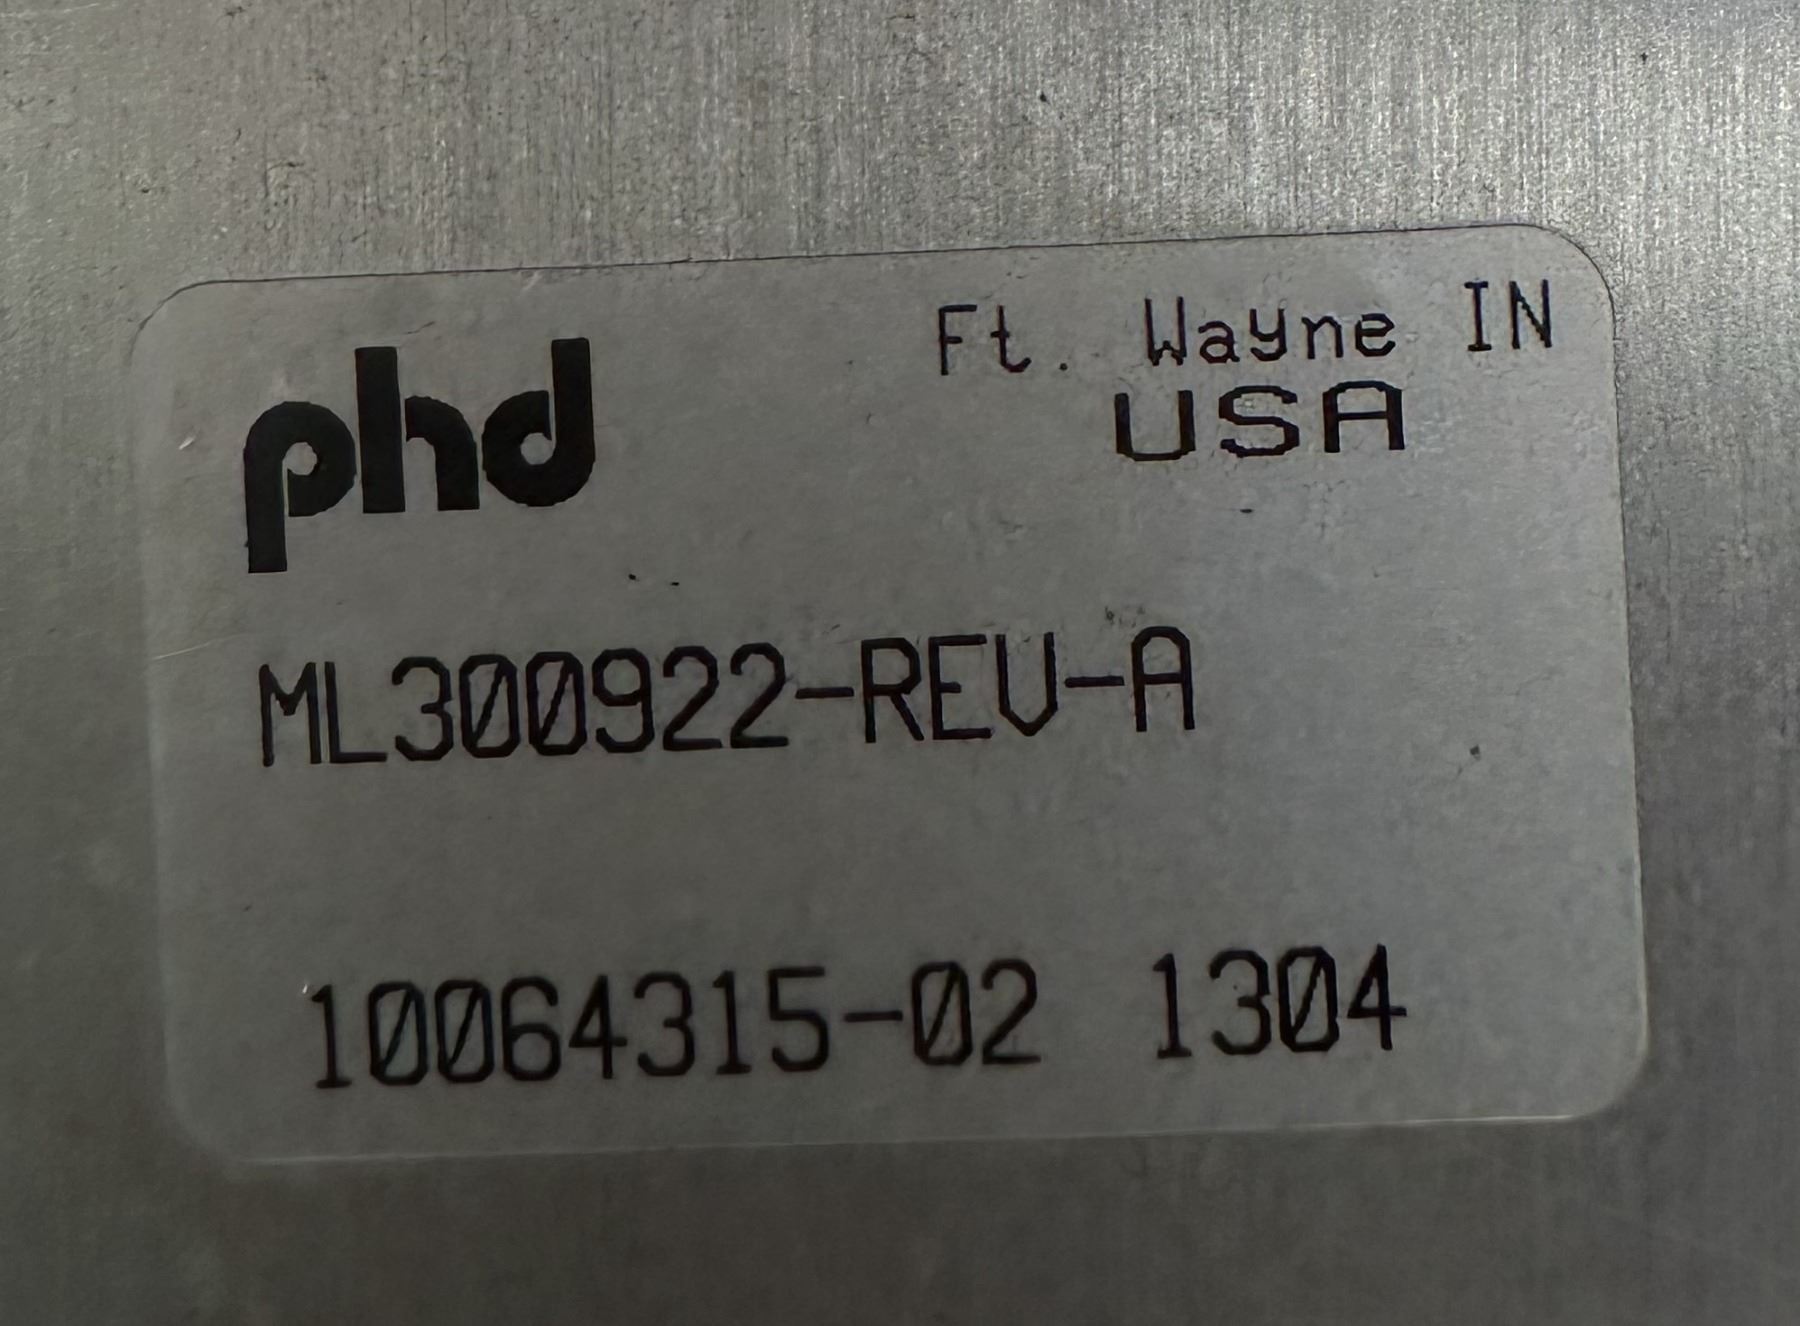 phd
Ft. Wayne IN
USA
ML300922-REV-A
10064315-02 1304